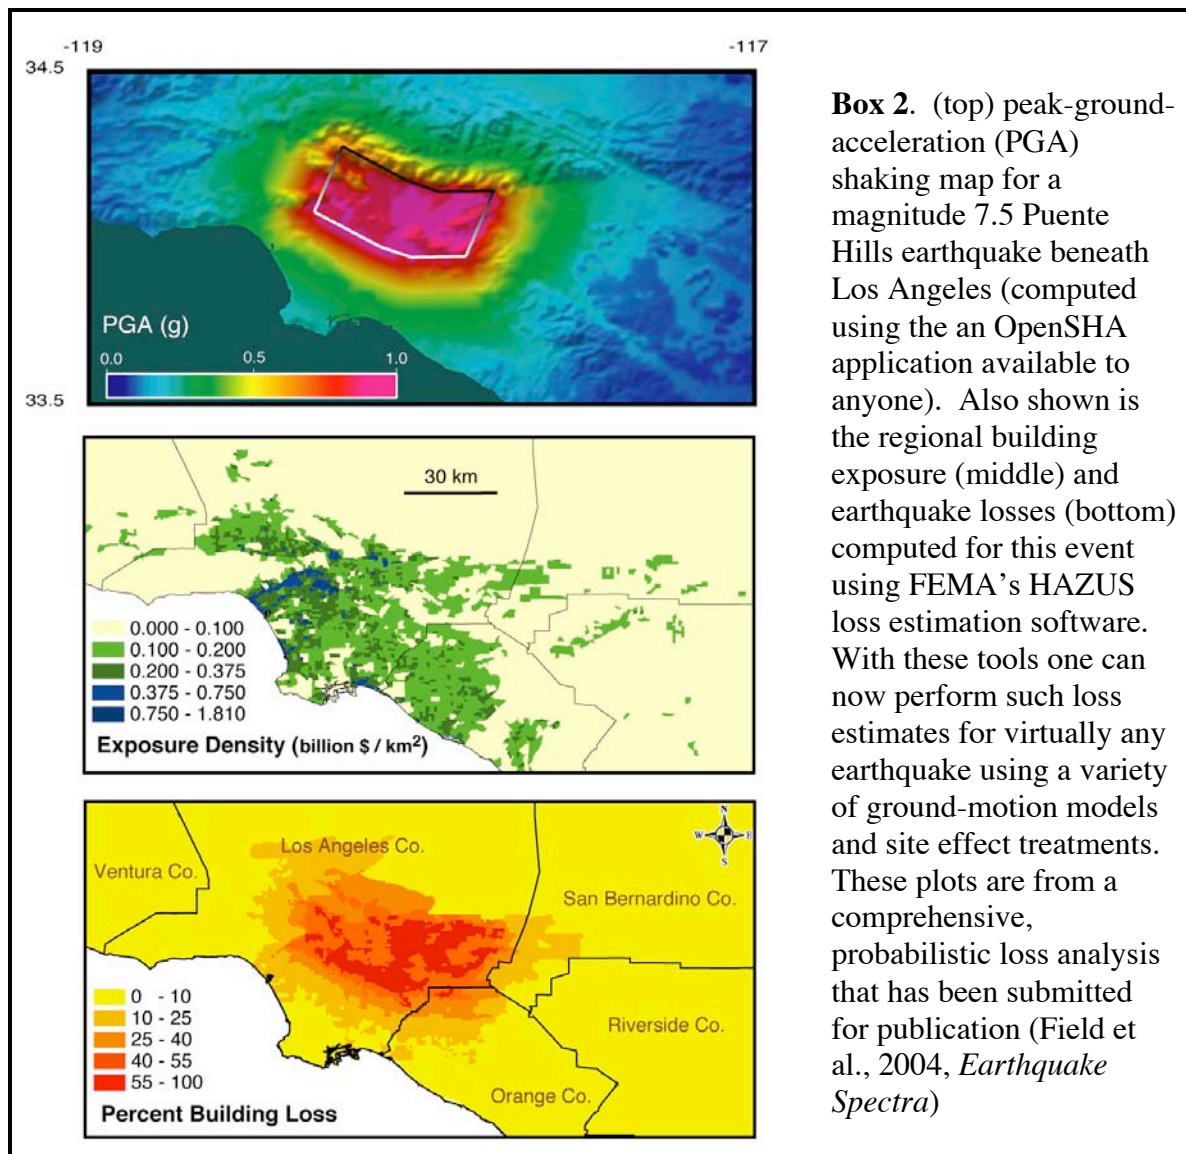 -119
-117
34.5
33.5
PGA (g)
0.0
0.5
1.0
30 km
0.000 - 0.100
0.100 - 0.200
0.200 - 0.375
0.375 - 0.750
0.750 - 1.810
Exposure Density (billion $ / km²)
N
W
E
S
Los Angeles Co.
Ventura Co.
San Bernardino Co.
Riverside Co.
Orange Co.
0 - 10
10 - 25
25 - 40
40 - 55
55 - 100
Percent Building Loss
Box 2. (top) peak-ground-
acceleration (PGA)
shaking map for a
magnitude 7.5 Puente
Hills earthquake beneath
Los Angeles (computed
using the an OpenSHA
application available to
anyone). Also shown is
the regional building
exposure (middle) and
earthquake losses (bottom)
computed for this event
using FEMA’s HAZUS
loss estimation software.
With these tools one can
now perform such loss
estimates for virtually any
earthquake using a variety
of ground-motion models
and site effect treatments.
These plots are from a
comprehensive,
probabilistic loss analysis
that has been submitted
for publication (Field et
al., 2004, Earthquake
Spectra)